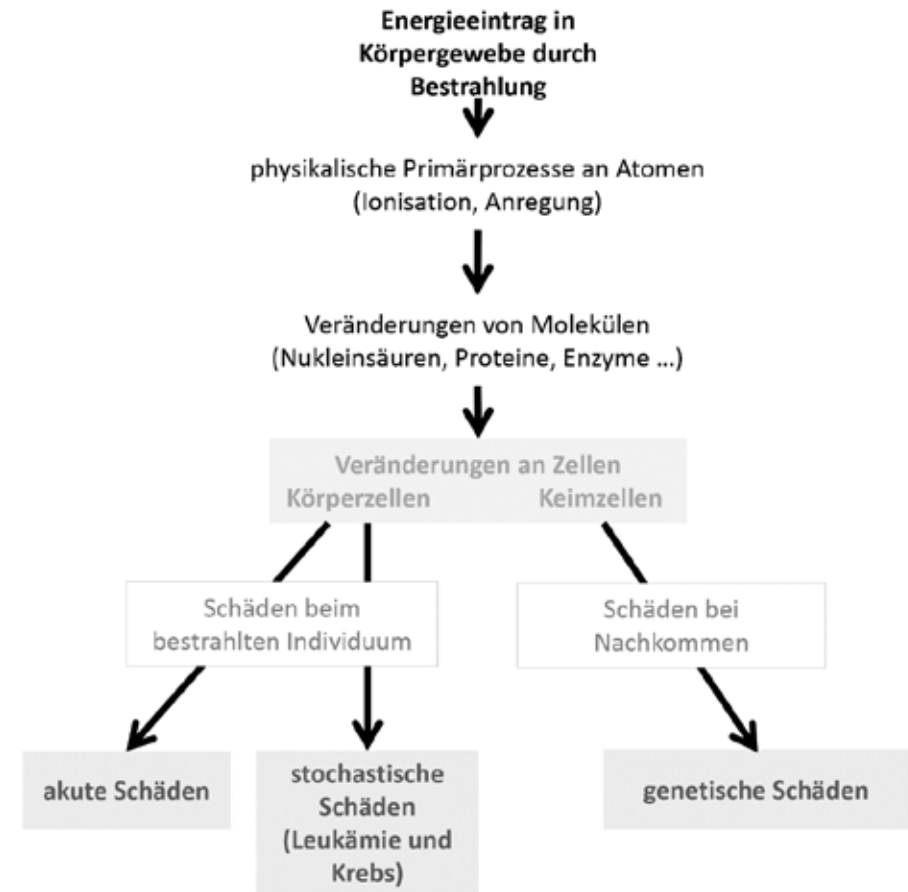 Energieeintrag in
Körpergewebe durch
Bestrahlung
physikalische Primärprozesse an Atomen
(Ionisation, Anregung)
Veränderungen von Molekülen
(Nukleinsäuren, Proteine, Enzyme ...)
Veränderungen an Zellen
Körperzellen Keimzellen
Schäden beim
bestrahlten Individuum
Schäden bei
Nachkommen
akute Schäden
stochastische
Schäden
(Leukämie und
Krebs)
genetische Schäden